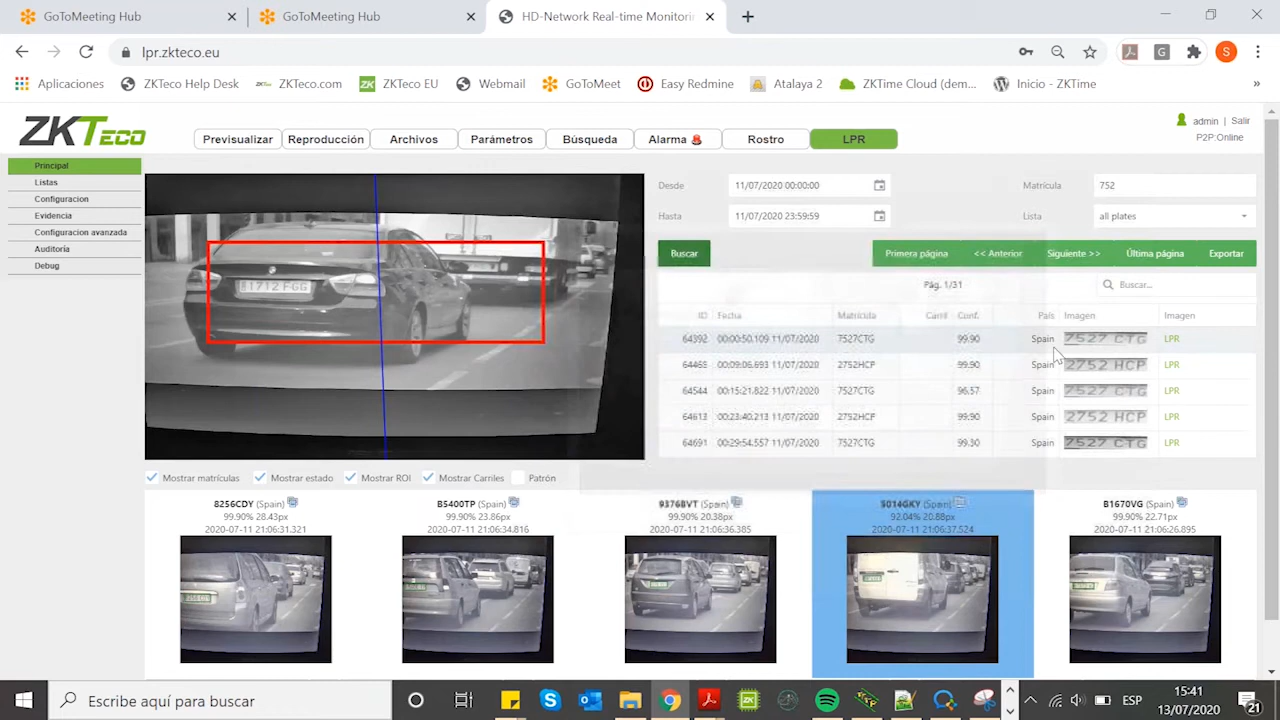 GoToMeeting Hub
GoToMeeting Hub
HD-Network Real-time Monitorin
lpr.zkteco.eu
S
Aplicaciones
ZKTeco Help Desk
ZKTeco.com
ZKTeco EU
Webmail
GoToMeet
Easy Redmine
Atalaya 2
ZKTime Cloud (dem...
Inicio - ZKTime
»
ZKTeco
Previsualizar
Reproducción
Archivos
Parámetros
Búsqueda
Alarma
Rostro
LPR
admin | Salir
P2P:Online
Principal
Listas
Configuracion
Evidencia
Configuracion avanzada
Auditoría
Debug
1712 FGG
Desde
11/07/2020 00:00:00
Matrícula
752
Hasta
11/07/2020 23:59:59
Lista
all plates
Buscar
Primera página
<< Anterior
Siguiente >>
Última página
Exportar
Pág. 1/31
Buscar...
ID Fecha Matrícula Carril Conf. País Imagen Imagen
64392 00:00:50.109 11/07/2020 7527CTG 99.90 Spain 7527 CTG LPR
64463 00:09:06.693 11/07/2020 2752HCP 99.90 Spain 2752 HCP LPR
64544 00:15:21.822 11/07/2020 7527CTG 96.57 Spain 7527 CTG LPR
64613 00:23:40.213 11/07/2020 2752HCP 99.90 Spain 2752 HCP LPR
64691 00:29:54.557 11/07/2020 7527CTG 99.30 Spain 7527 CTG LPR
Mostrar matrículas
Mostrar estado
Mostrar ROI
Mostrar Carriles
Patrón
8256CDY (Spain)
99.90% 28.43px
2020-07-11 21:06:31.321
B5400TP (Spain)
99.90% 23.86px
2020-07-11 21:06:34.816
9376BVT (Spain)
99.90% 20.38px
2020-07-11 21:06:36.385
5014GKY (Spain)
92.04% 20.88px
2020-07-11 21:06:37.524
B1670VG (Spain)
99.90% 22.71px
2020-07-11 21:06:26.895
Escribe aquí para buscar
ESP
15:41
13/07/2020
21